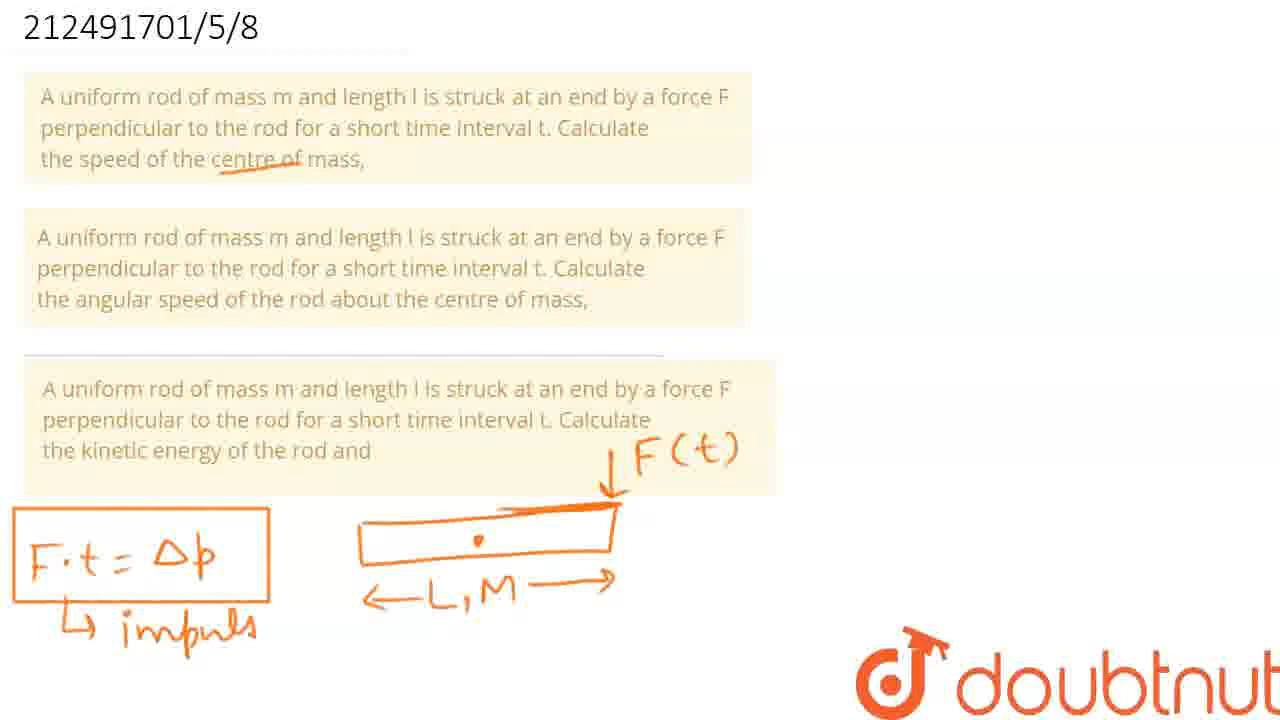 212491701/5/8
A uniform rod of mass m and length l is struck at an end by a force F
perpendicular to the rod for a short time interval t. Calculate
the speed of the centre of mass,
A uniform rod of mass m and length l is struck at an end by a force F
perpendicular to the rod for a short time interval t. Calculate
the angular speed of the rod about the centre of mass,
A uniform rod of mass m and length l is struck at an end by a force F
perpendicular to the rod for a short time interval t. Calculate
the kinetic energy of the rod and
F(t)
F·t = Δp
L, M
↳ impuls
doubtnut